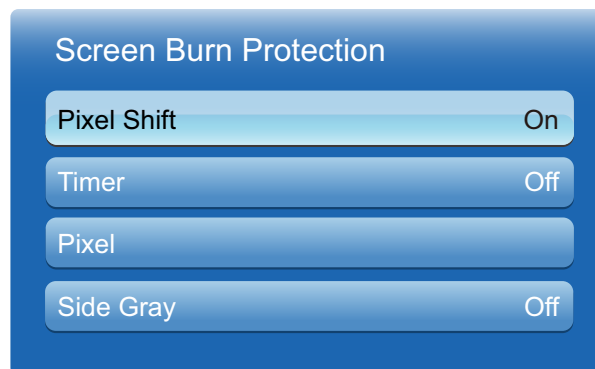 Screen Burn Protection
Pixel Shift On
Timer Off
Pixel
Side Gray Off